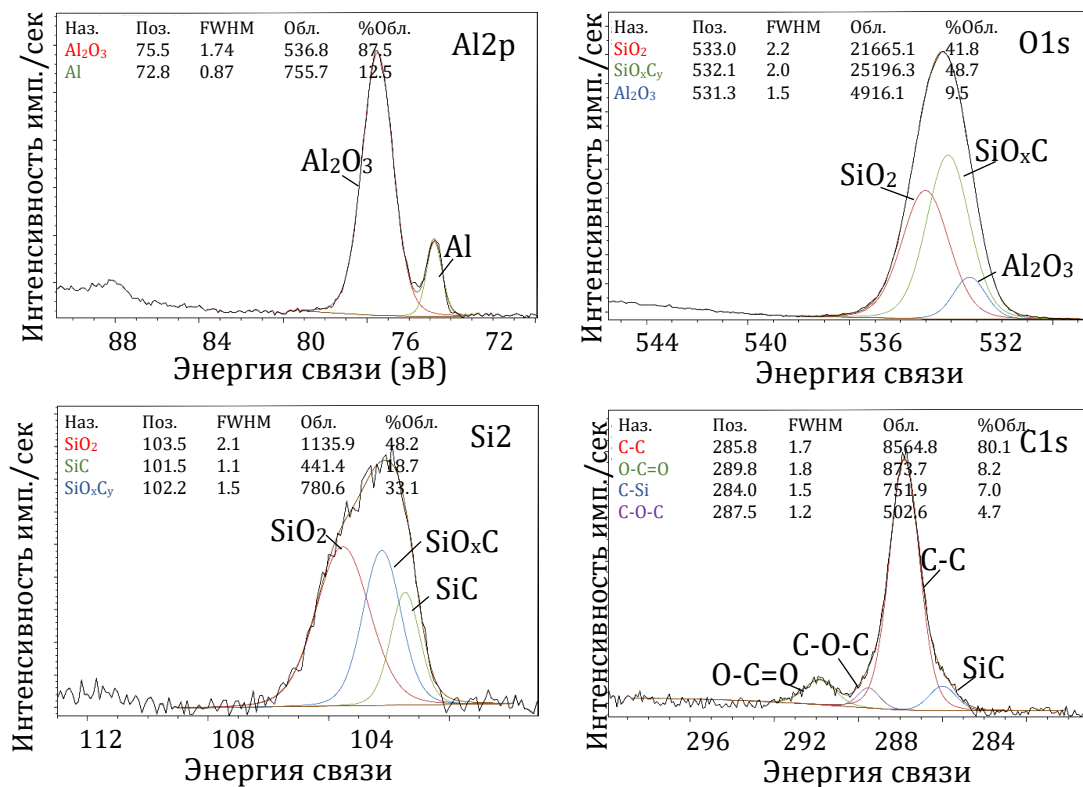 Наз. Поз. FWHM Обл. %Обл.
Al₂O₃ 75.5 1.74 536.8 87.5
Al 72.8 0.87 755.7 12.5
Al2p
Al₂O₃
Al
Интенсивность имп./сек
88 84 80 76 72
Энергия связи (эВ)
Наз. Поз. FWHM Обл. %Обл.
SiO₂ 533.0 2.2 21665.1 41.8
SiOₓCᵧ 532.1 2.0 25196.3 48.7
Al₂O₃ 531.3 1.5 4916.1 9.5
O1s
SiO₂
SiOₓC
Al₂O₃
Интенсивность имп./сек
544 540 536 532
Энергия связи
Наз. Поз. FWHM Обл. %Обл.
SiO₂ 103.5 2.1 1135.9 48.2
SiC 101.5 1.1 441.4 18.7
SiOₓCᵧ 102.2 1.5 780.6 33.1
Si2
SiO₂
SiOₓC
SiC
Интенсивность имп./сек
112 108 104
Энергия связи
Наз. Поз. FWHM Обл. %Обл.
C-C 285.8 1.7 8564.8 80.1
O-C=O 289.8 1.8 873.7 8.2
C-Si 284.0 1.5 751.9 7.0
C-O-C 287.5 1.2 502.6 4.7
C1s
C-C
C-O-C
O-C=O
SiC
Интенсивность имп./сек
296 292 288 284
Энергия связи